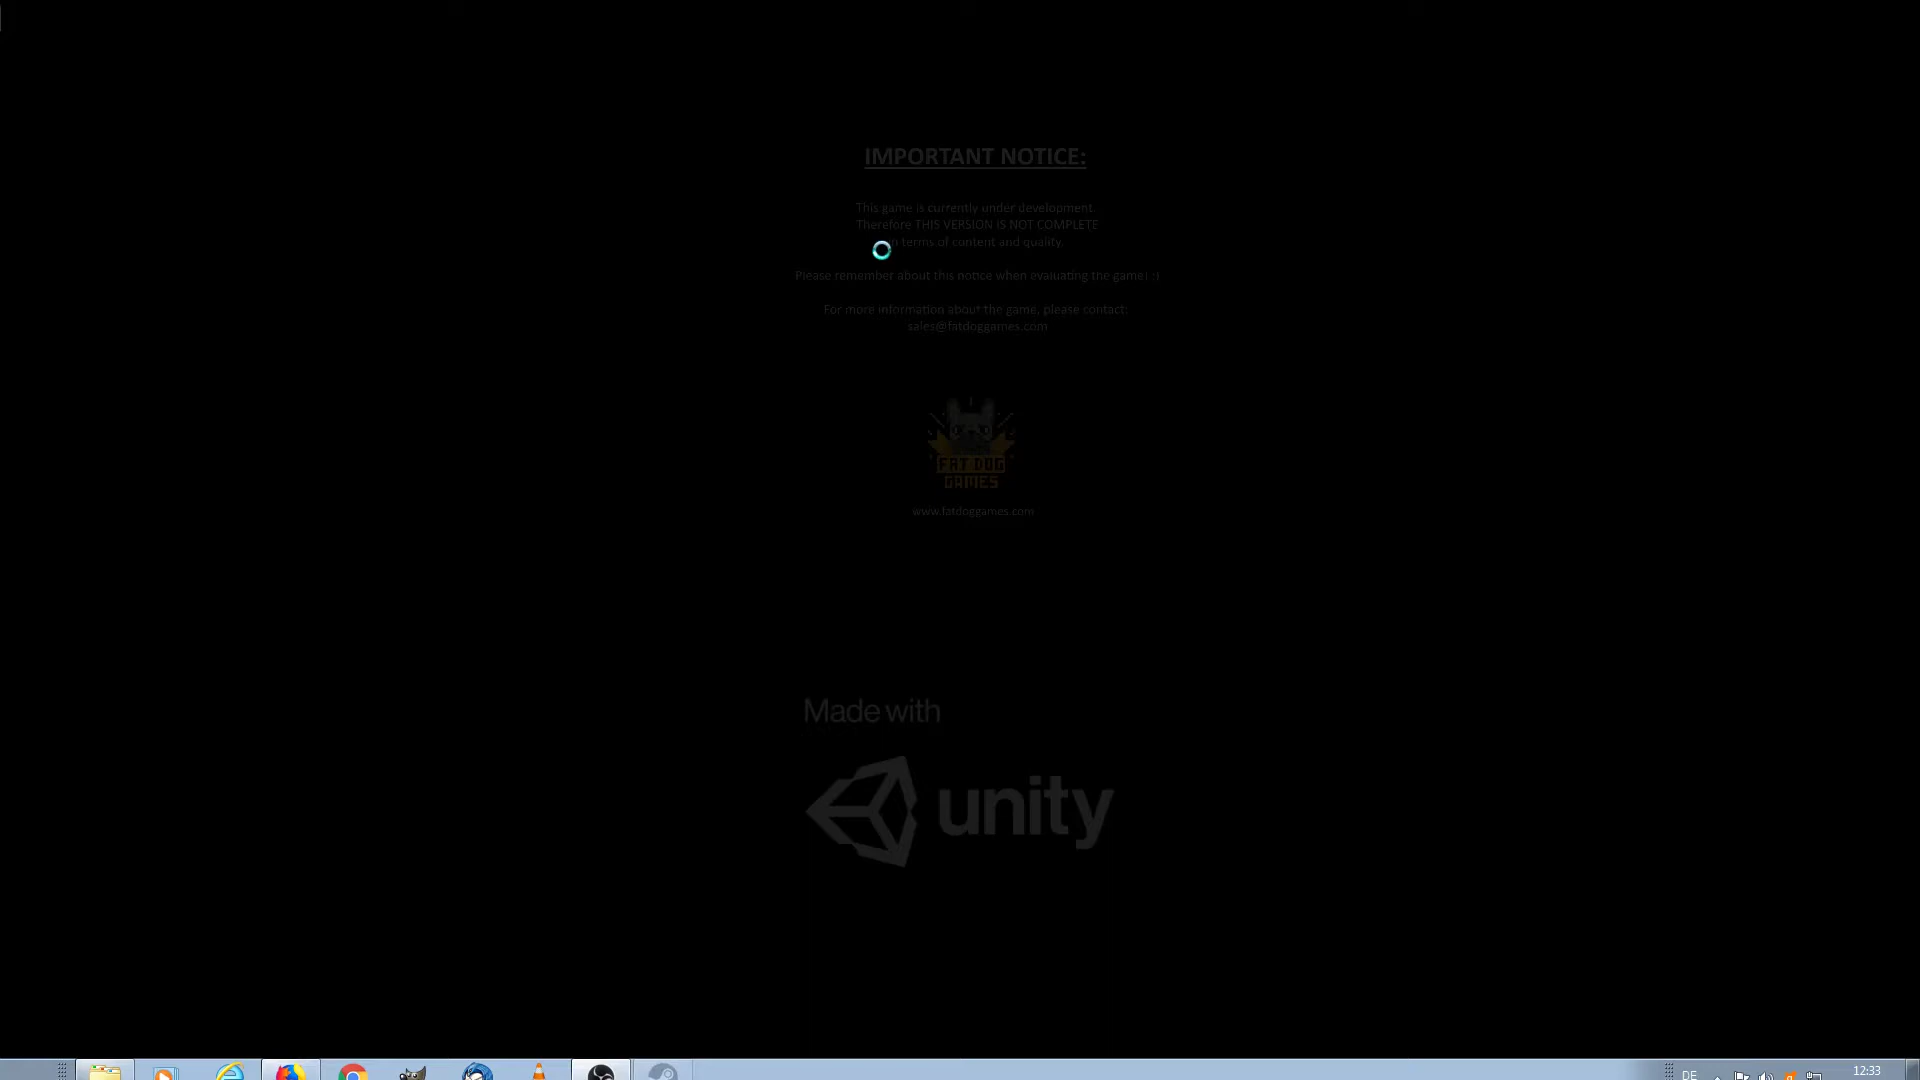 IMPORTANT NOTICE:
This game is currently under development.
Therefore THIS VERSION IS NOT COMPLETE
terms of content and quality.
Please remember about this notice when evaluating the game! :)
For more information about the game, please contact:
sales@fatdoggames.com
FAT DOG
GAMES
www.fatdoggames.com
Made with
unity
DE
12:33